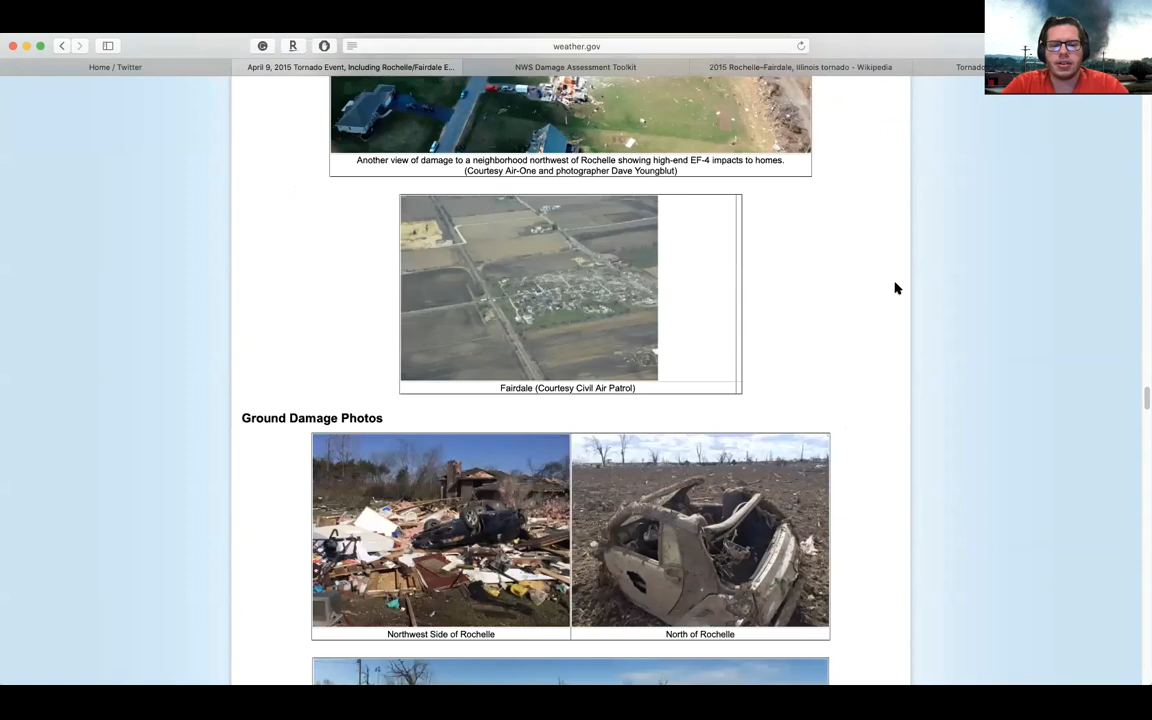 weather.gov
Home / Twitter
April 9, 2015 Tornado Event, Including Rochelle/Fairdale E...
NWS Damage Assessment Toolkit
2015 Rochelle–Fairdale, Illinois tornado - Wikipedia
Tornado
Another view of damage to a neighborhood northwest of Rochelle showing high-end EF-4 impacts to homes.
(Courtesy Air-One and photographer Dave Youngblut)
Fairdale (Courtesy Civil Air Patrol)
Ground Damage Photos
Northwest Side of Rochelle
North of Rochelle